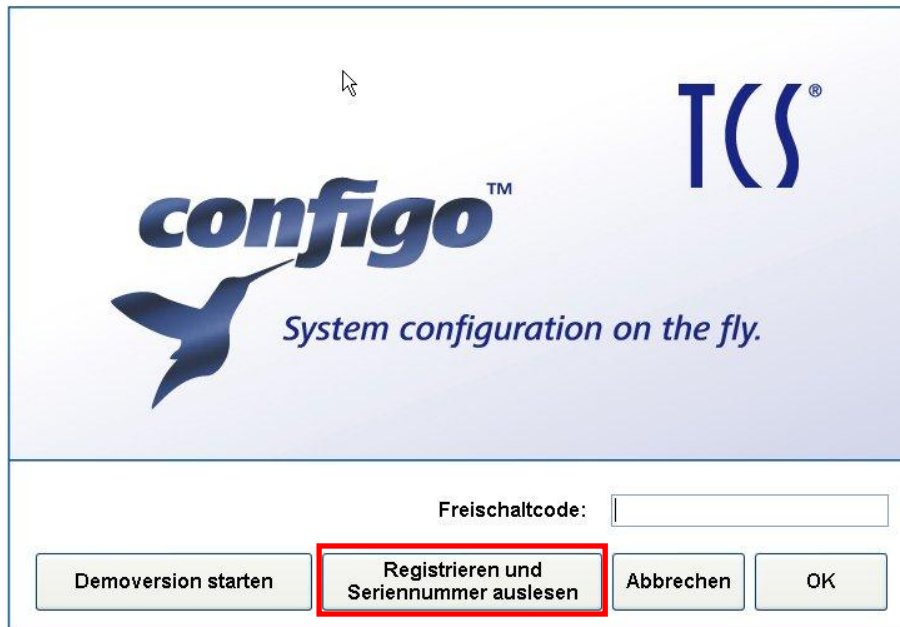 TCS®
configo™
System configuration on the fly.
Freischaltcode:
Demoversion starten
Registrieren und
Seriennummer auslesen
Abbrechen
OK